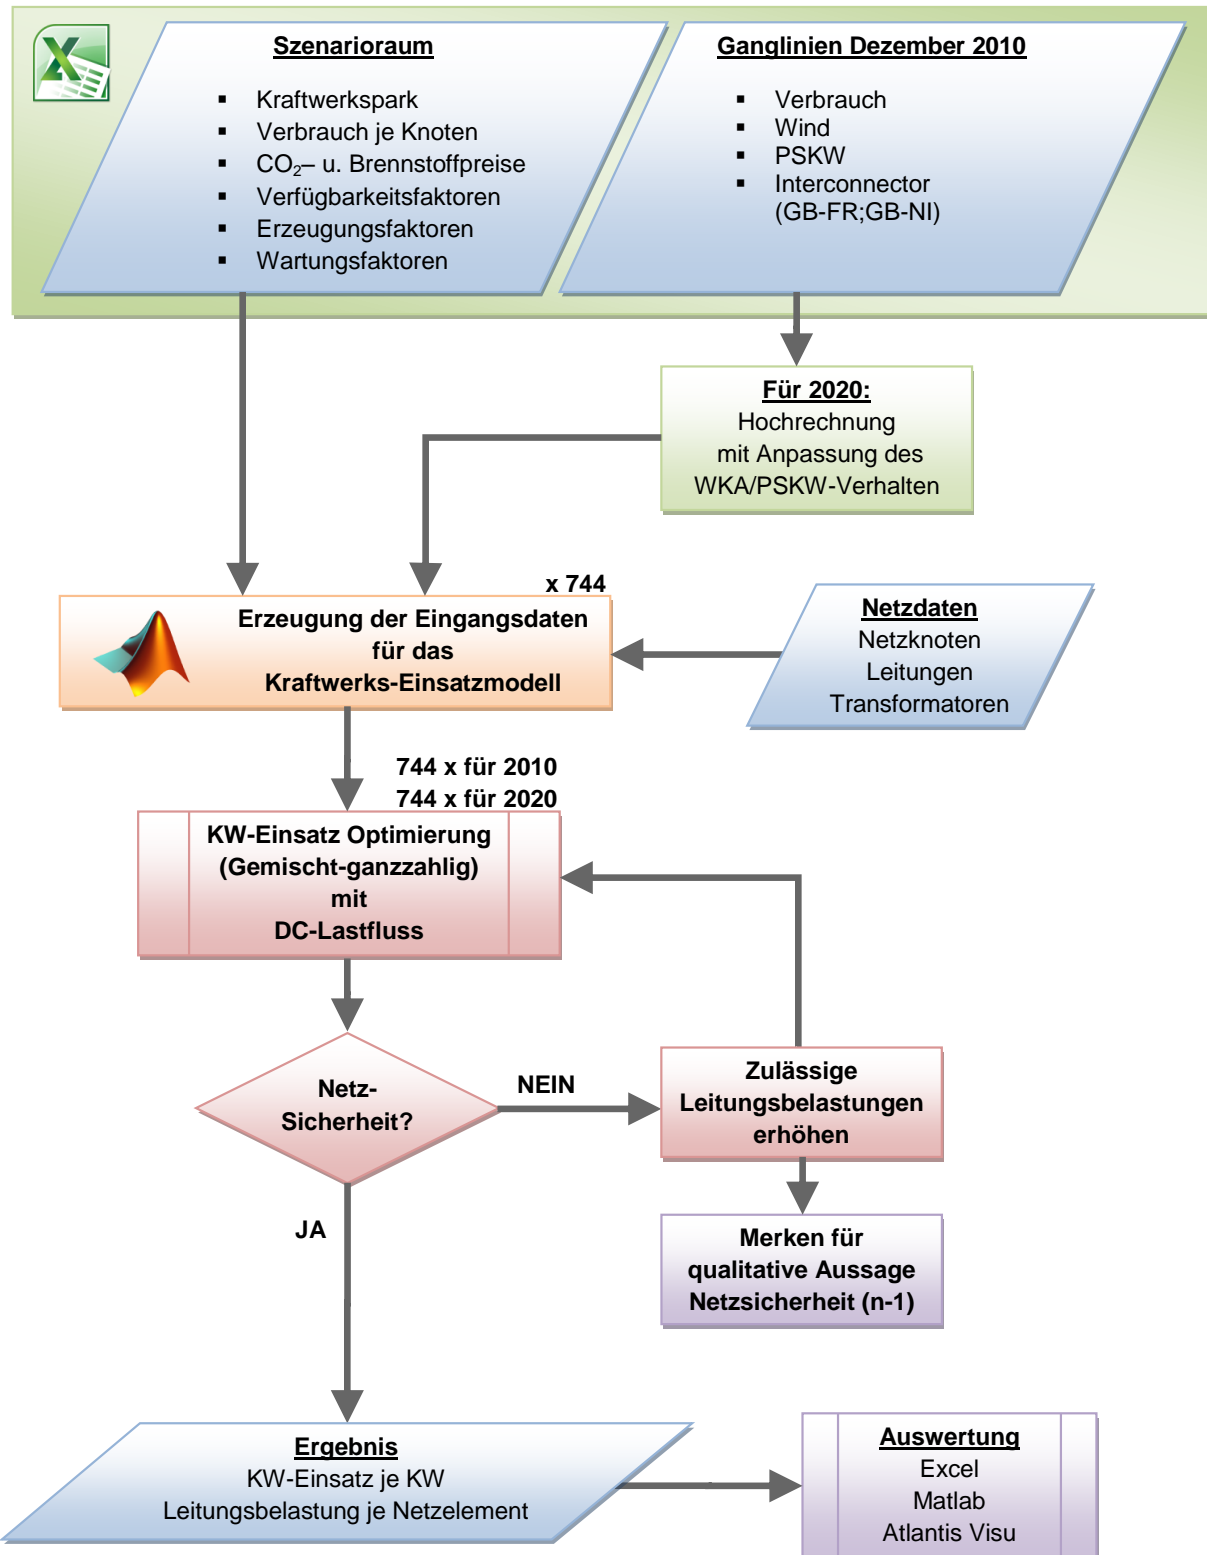 Szenarioraum
▪ Kraftwerkspark
▪ Verbrauch je Knoten
▪ CO₂– u. Brennstoffpreise
▪ Verfügbarkeitsfaktoren
▪ Erzeugungsfaktoren
▪ Wartungsfaktoren
Ganglinien Dezember 2010
▪ Verbrauch
▪ Wind
▪ PSKW
▪ Interconnector
(GB-FR;GB-NI)
Für 2020:
Hochrechnung
mit Anpassung des
WKA/PSKW-Verhalten
x 744
Erzeugung der Eingangsdaten
für das
Kraftwerks-Einsatzmodell
Netzdaten
Netzknoten
Leitungen
Transformatoren
744 x für 2010
744 x für 2020
KW-Einsatz Optimierung
(Gemischt-ganzzahlig)
mit
DC-Lastfluss
Netz-
Sicherheit?
NEIN
Zulässige
Leitungsbelastungen
erhöhen
JA
Merken für
qualitative Aussage
Netzsicherheit (n-1)
Ergebnis
KW-Einsatz je KW
Leitungsbelastung je Netzelement
Auswertung
Excel
Matlab
Atlantis Visu